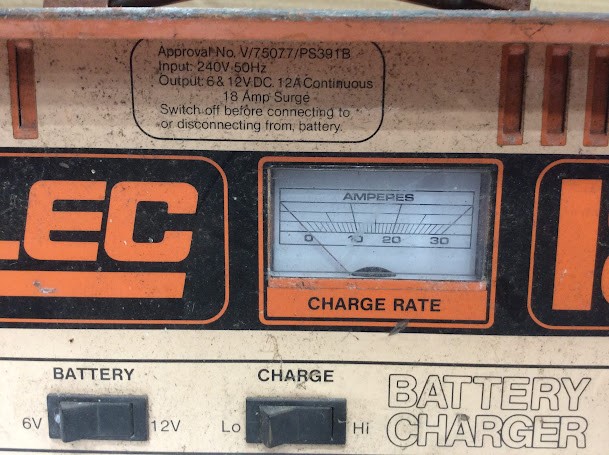 Approval No. V/75077/PS391B
Input: 240V 50Hz
Output: 6 & 12V DC. 12A Continuous
18 Amp Surge
Switch off before connecting to
or disconnecting from, battery.
LEC
AMPERES
0 10 20 30
CHARGE RATE
BATTERY
6V 12V
CHARGE
Lo Hi
BATTERY
CHARGER